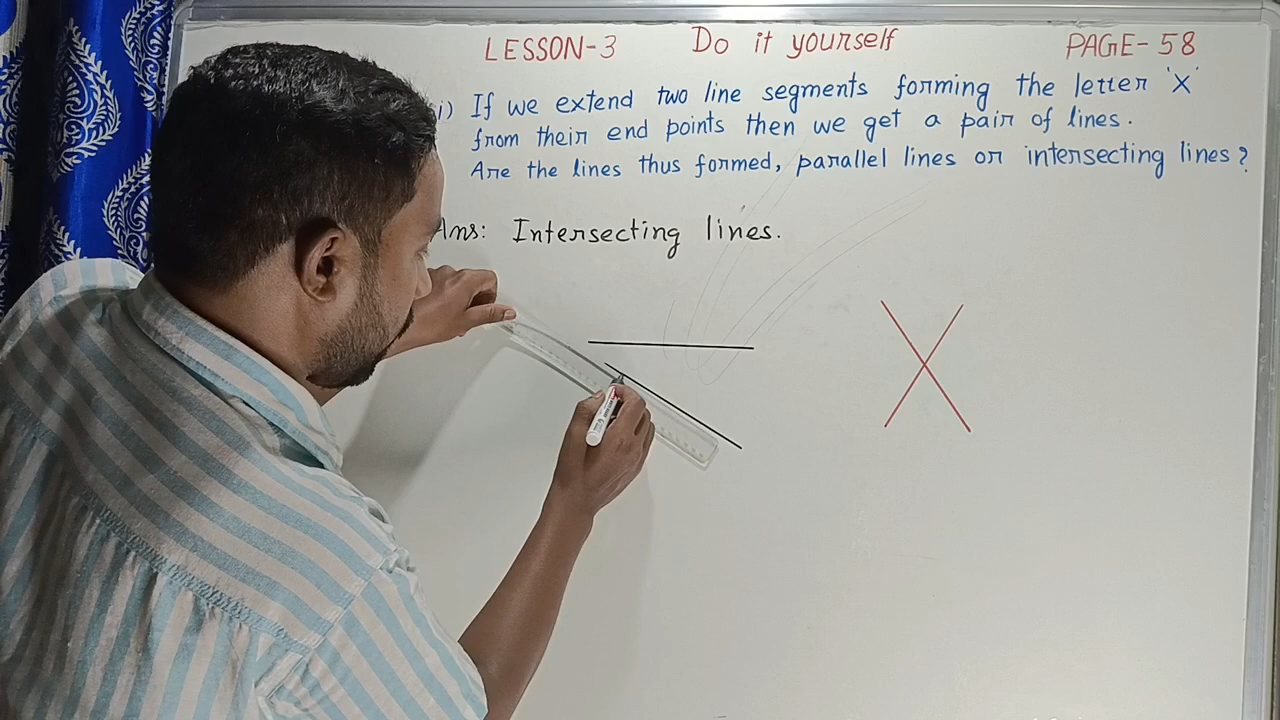 LESSON-3 Do it yourself PAGE-58
i) If we extend two line segments forming the letter 'X'
from their end points then we get a pair of lines.
Are the lines thus formed, parallel lines or intersecting lines?
Ans: Intersecting lines.